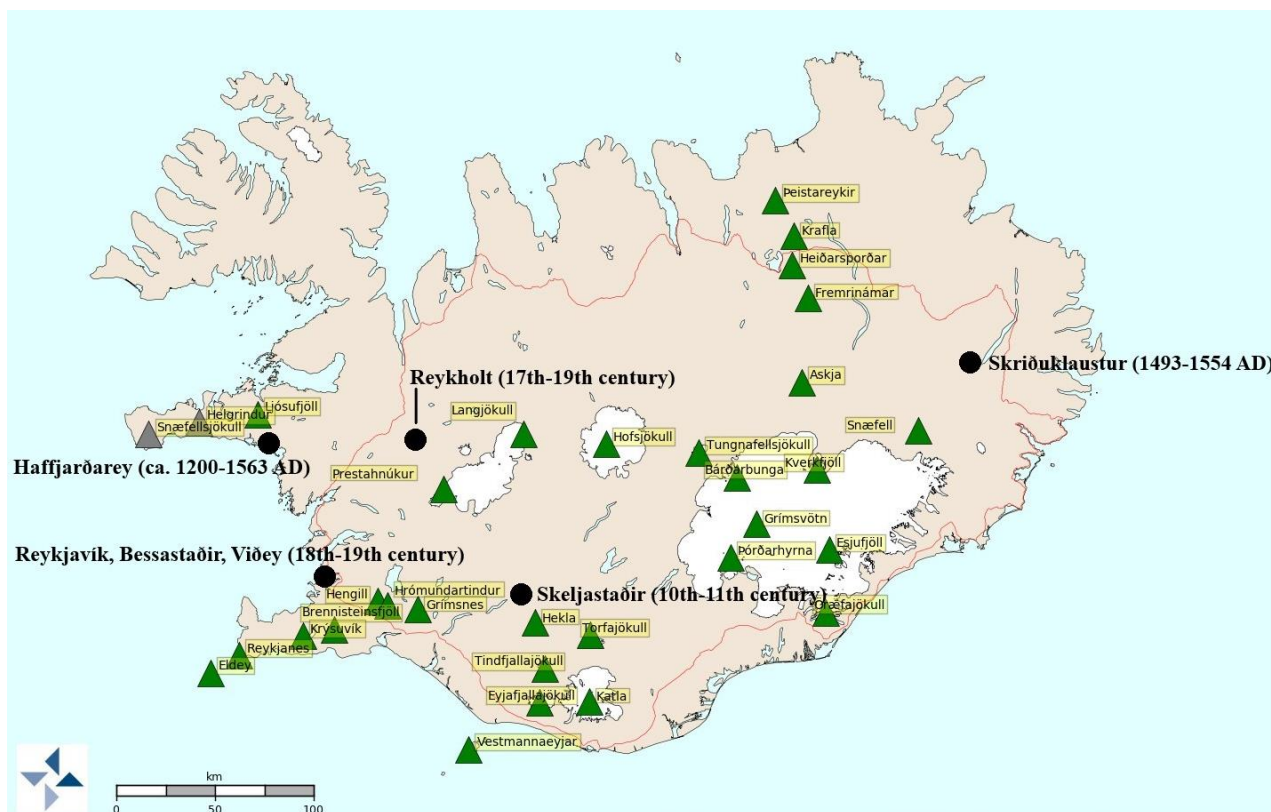 Þeistareykir
Krafla
Heiðarsporðar
Fremrinámar
Skriðuklaustur (1493-1554 AD)
Reykholt (17th-19th century)
Askja
Ljósufjöll
Helgrindur
Snæfellsjökull
Langjökull
Snæfell
Hofsjökull
Tungnafellsjökull
Haffjarðarey (ca. 1200-1563 AD)
Kverkfjöll
Bárðarbunga
Prestahnúkur
Grímsvötn
Esjufjöll
Reykjavík, Bessastaðir, Viðey (18th-19th century)
Þórðarhyrna
Hrómundartindur
Hengill
Skeljastaðir (10th-11th century)
Grímsnes
Öræfajökull
Brennisteinsfjöll
Hekla
Krýsuvík
Torfajökull
Reykjanes
Eldey
Tindfjallajökull
Eyjafjallajökull
Katla
Vestmannaeyjar
km
0 50 100